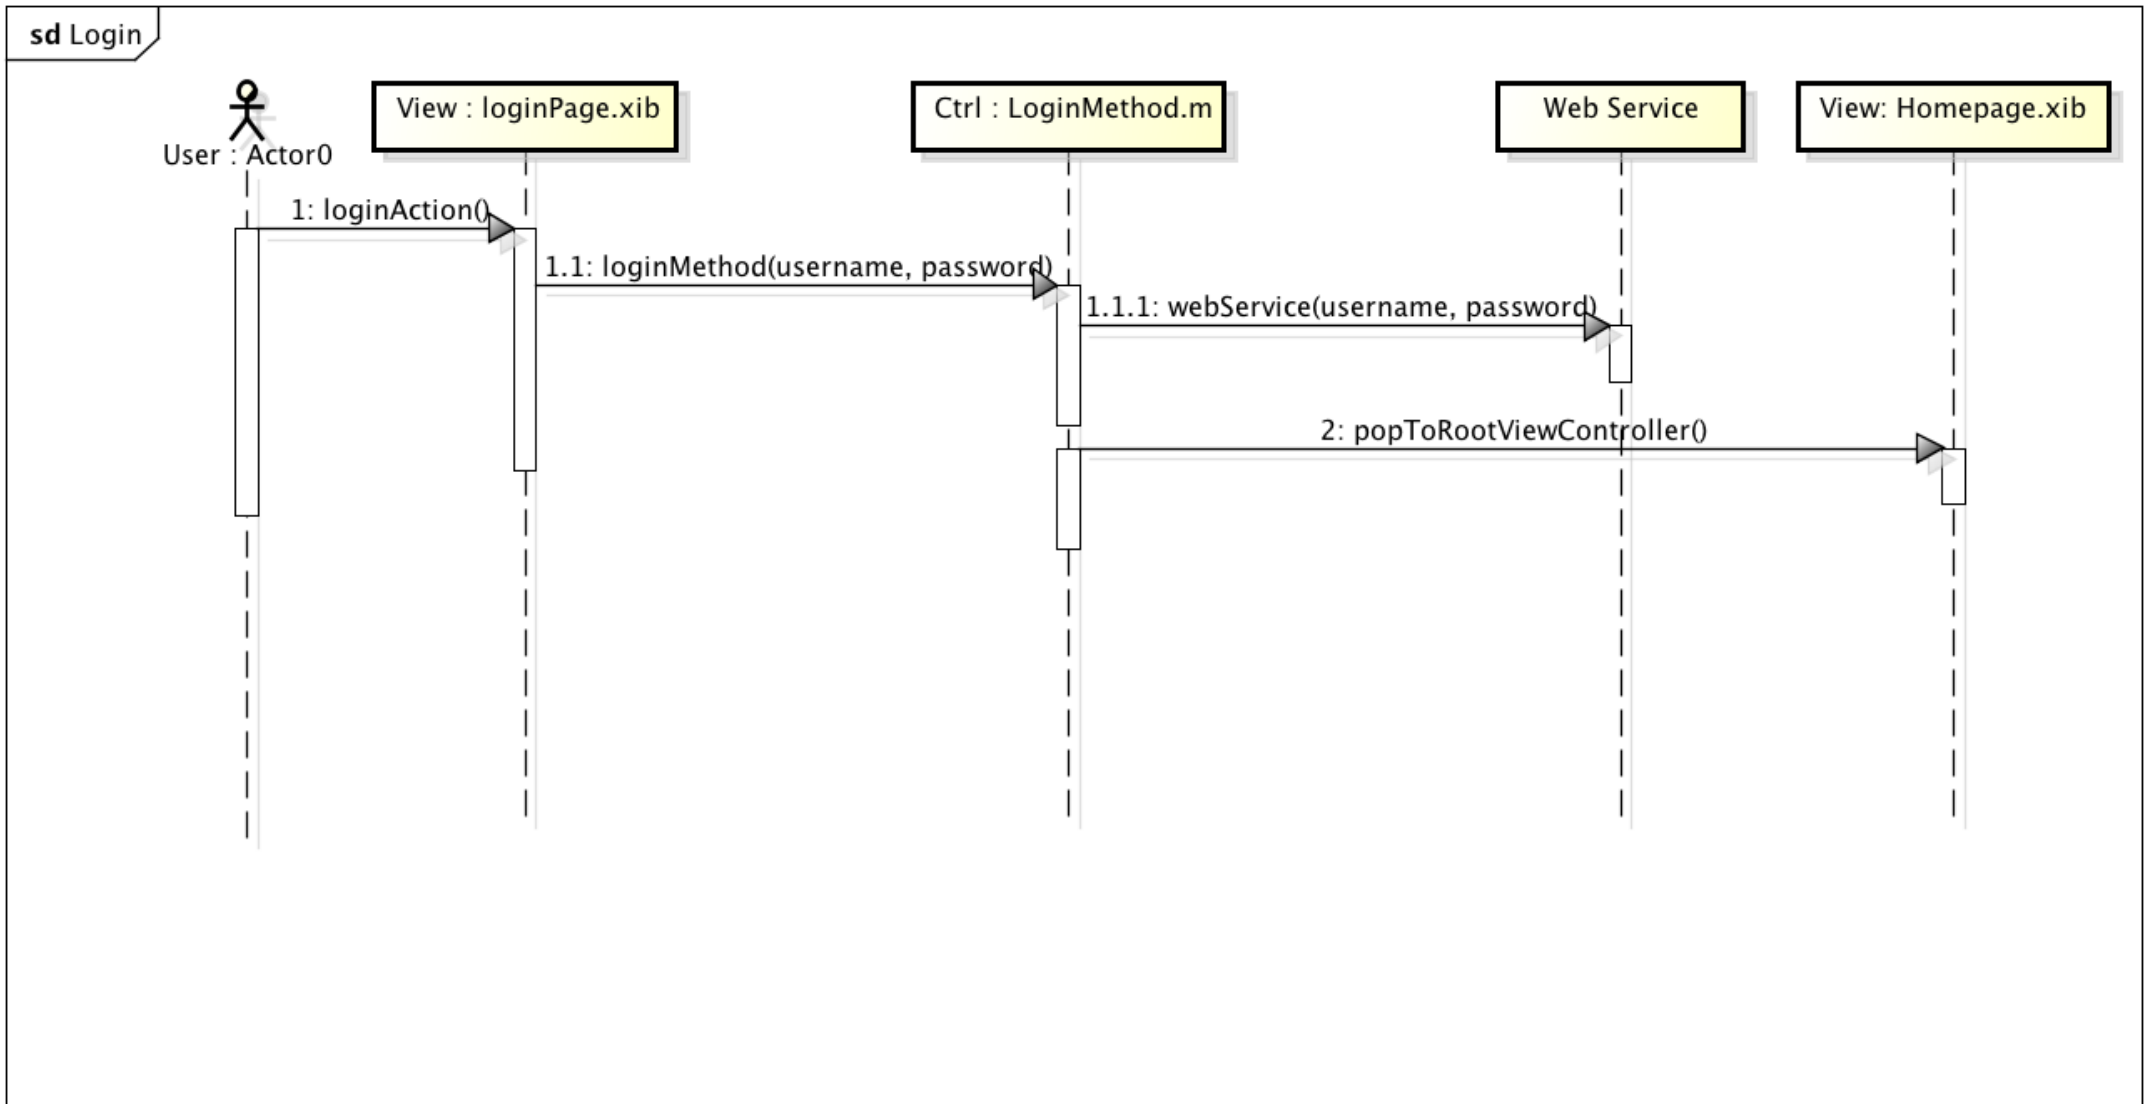 sd Login
User : Actor0
View : loginPage.xib
Ctrl : LoginMethod.m
Web Service
View: Homepage.xib
1: loginAction()
1.1: loginMethod(username, password)
1.1.1: webService(username, password)
2: popToRootViewController()